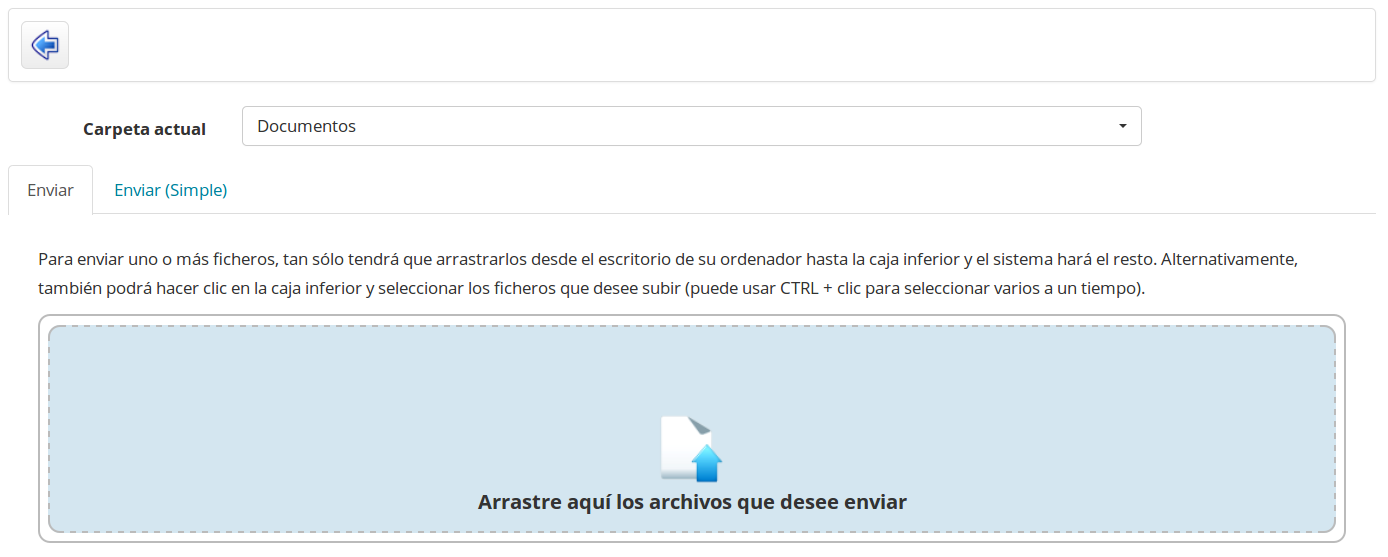 Carpeta actual
Documentos
Enviar
Enviar (Simple)
Para enviar uno o más ficheros, tan sólo tendrá que arrastrarlos desde el escritorio de su ordenador hasta la caja inferior y el sistema hará el resto. Alternativamente,
también podrá hacer clic en la caja inferior y seleccionar los ficheros que desee subir (puede usar CTRL + clic para seleccionar varios a un tiempo).
Arrastre aquí los archivos que desee enviar